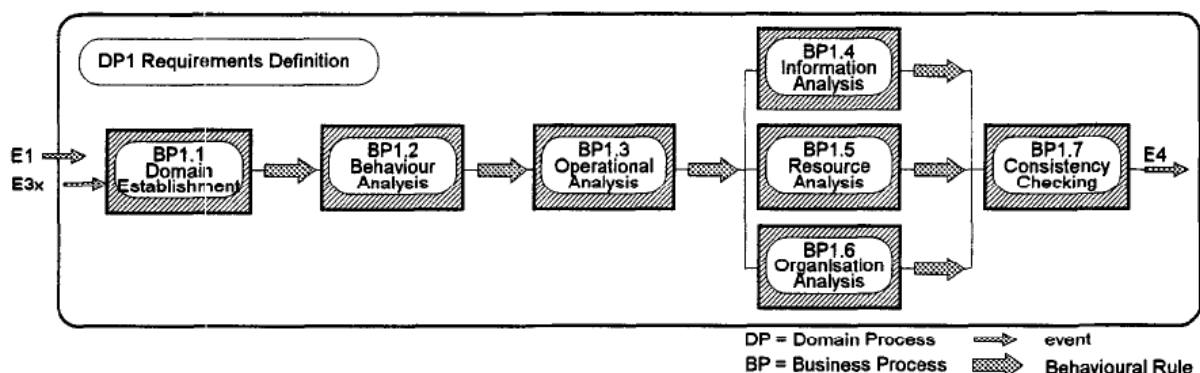 DP1 Requirements Definition
E1
E3x
BP1.1
Domain
Establishment
BP1.2
Behaviour
Analysis
BP1.3
Operational
Analysis
BP1.4
Information
Analysis
BP1.5
Resource
Analysis
BP1.6
Organisation
Analysis
BP1.7
Consistency
Checking
E4
DP = Domain Process
event
BP = Business Process
Behavioural Rule